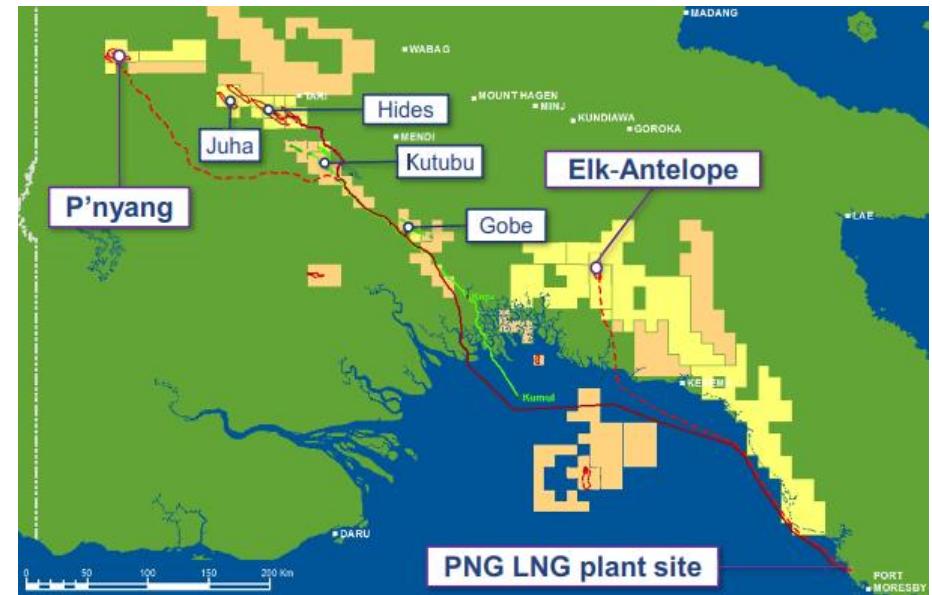 MADANG
WABAG
TARI
Hides
MOUNT HAGEN
MINJ
KUNDIAWA
GOROKA
Juha
MENDI
Kutubu
Elk-Antelope
P'nyang
Gobe
LAE
Kumul
DARU
PNG LNG plant site
0 50 100 150 200 Km
PORT
MORESBY